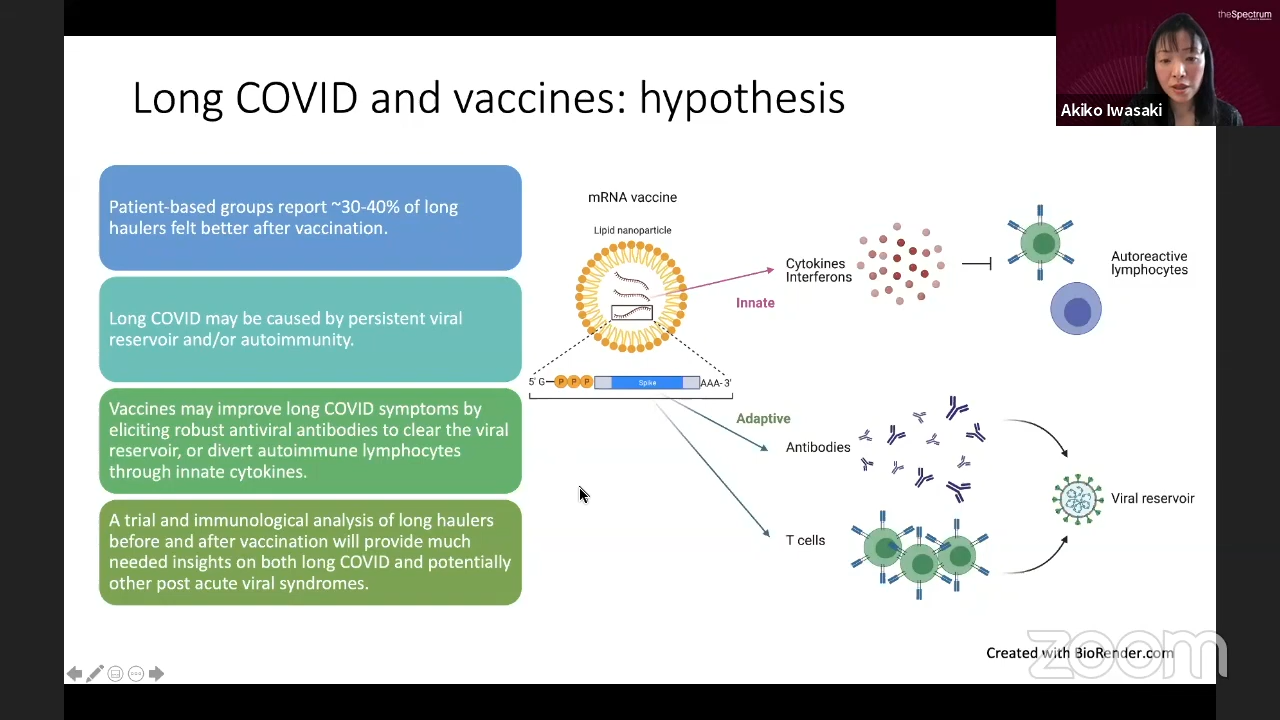 theSpectrum
Akiko Iwasaki
Long COVID and vaccines: hypothesis
Patient-based groups report ~30-40% of long
haulers felt better after vaccination.
Long COVID may be caused by persistent viral
reservoir and/or autoimmunity.
Vaccines may improve long COVID symptoms by
eliciting robust antiviral antibodies to clear the viral
reservoir, or divert autoimmune lymphocytes
through innate cytokines.
A trial and immunological analysis of long haulers
before and after vaccination will provide much
needed insights on both long COVID and potentially
other post acute viral syndromes.
mRNA vaccine
Lipid nanoparticle
Innate
Cytokines
Interferons
Autoreactive
lymphocytes
5' G P P P Spike AAA- 3'
Adaptive
Antibodies
T cells
Viral reservoir
Created with BioRender.com
zoom